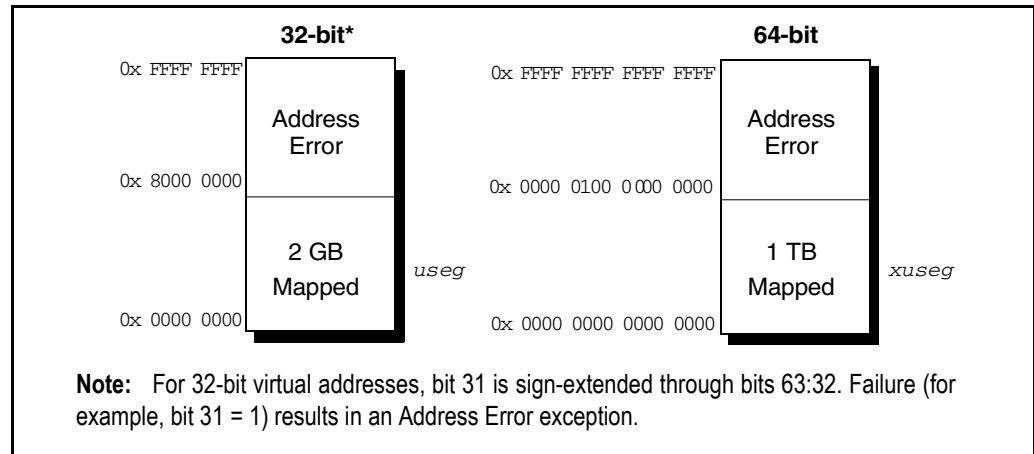 32-bit*
64-bit
0x FFFF FFFF
Address
Error
0x 8000 0000
2 GB
Mapped
useg
0x 0000 0000
0x FFFF FFFF FFFF FFFF
Address
Error
0x 0000 0100 0000 0000
1 TB
Mapped
xuseg
0x 0000 0000 0000 0000
Note: For 32-bit virtual addresses, bit 31 is sign-extended through bits 63:32. Failure (for
example, bit 31 = 1) results in an Address Error exception.